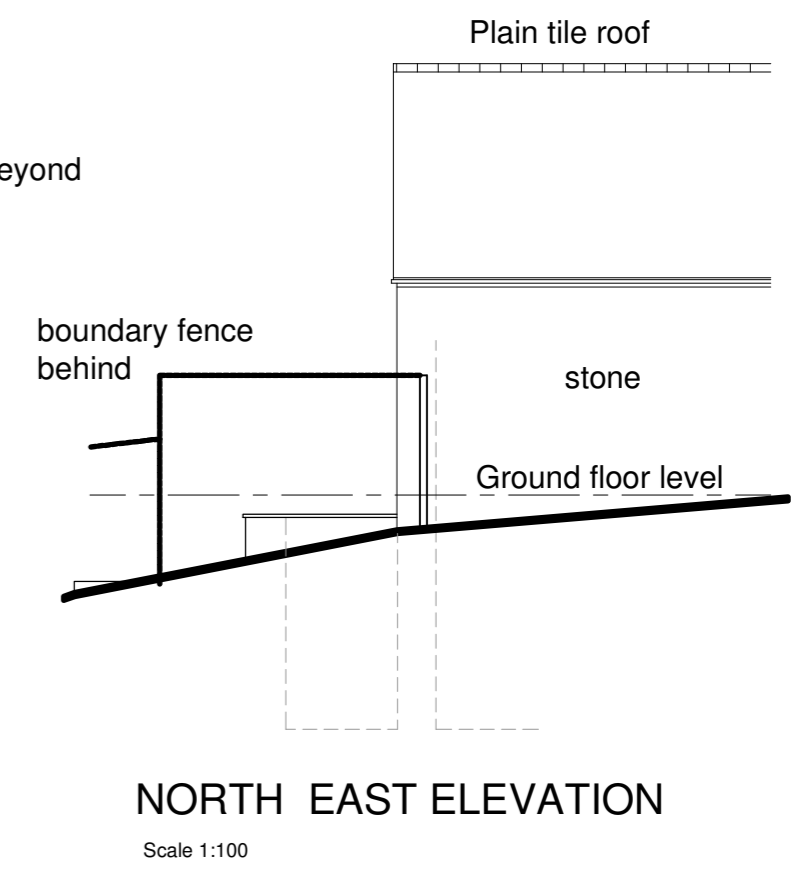 Plain tile roof
eyond
boundary fence
behind
stone
Ground floor level
NORTH EAST ELEVATION
Scale 1:100